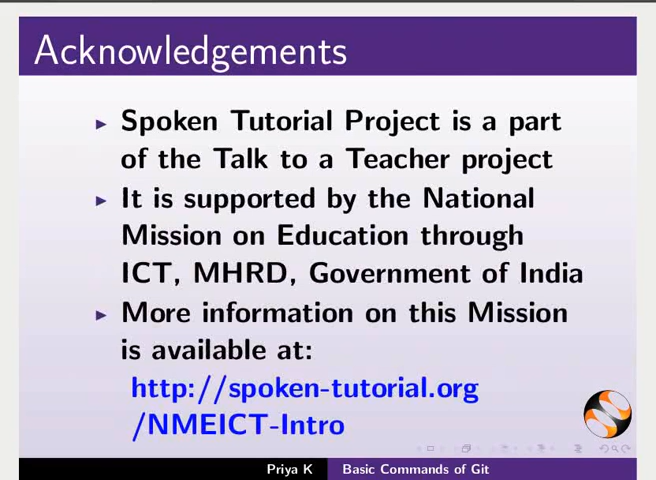 Acknowledgements
Spoken Tutorial Project is a part
of the Talk to a Teacher project
It is supported by the National
Mission on Education through
ICT, MHRD, Government of India
More information on this Mission
is available at:
http://spoken-tutorial.org
/NMEICT-Intro
Priya K Basic Commands of Git